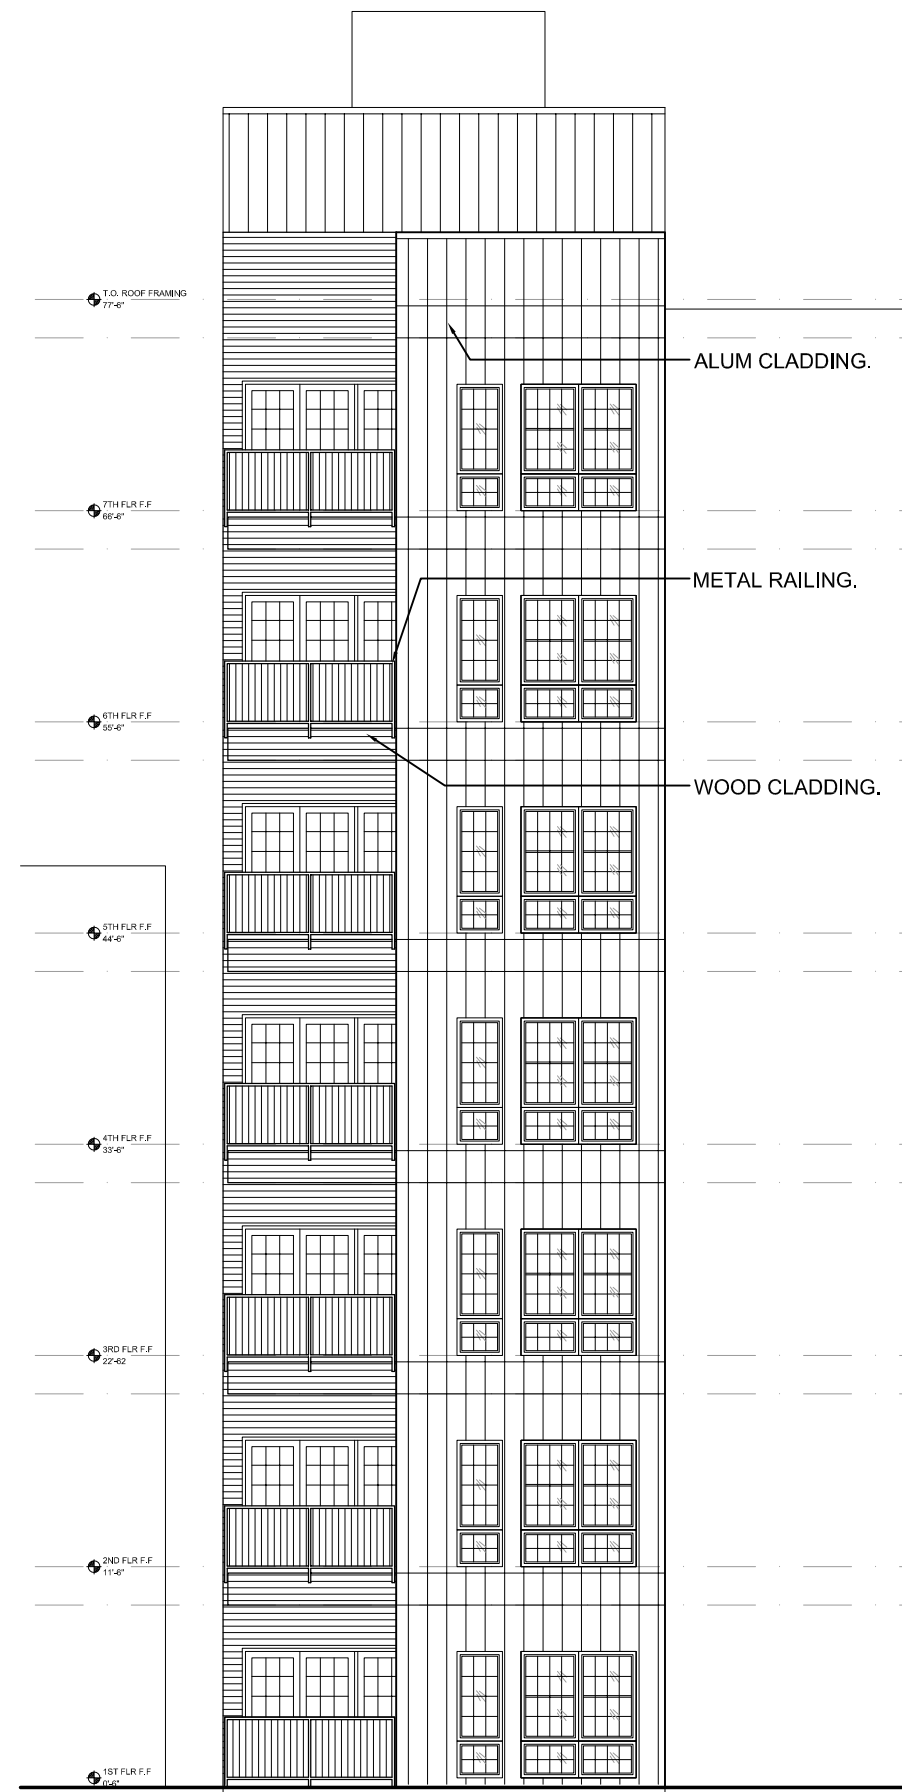 T.O. ROOF FRAMING
77'-6"
ALUM CLADDING.
7TH FLR F.F
66'-6"
METAL RAILING.
6TH FLR F.F
55'-6"
WOOD CLADDING.
5TH FLR F.F
44'-6"
4TH FLR F.F
33'-6"
3RD FLR F.F
22'-62
2ND FLR F.F
11'-6"
1ST FLR F.F
0'-6"